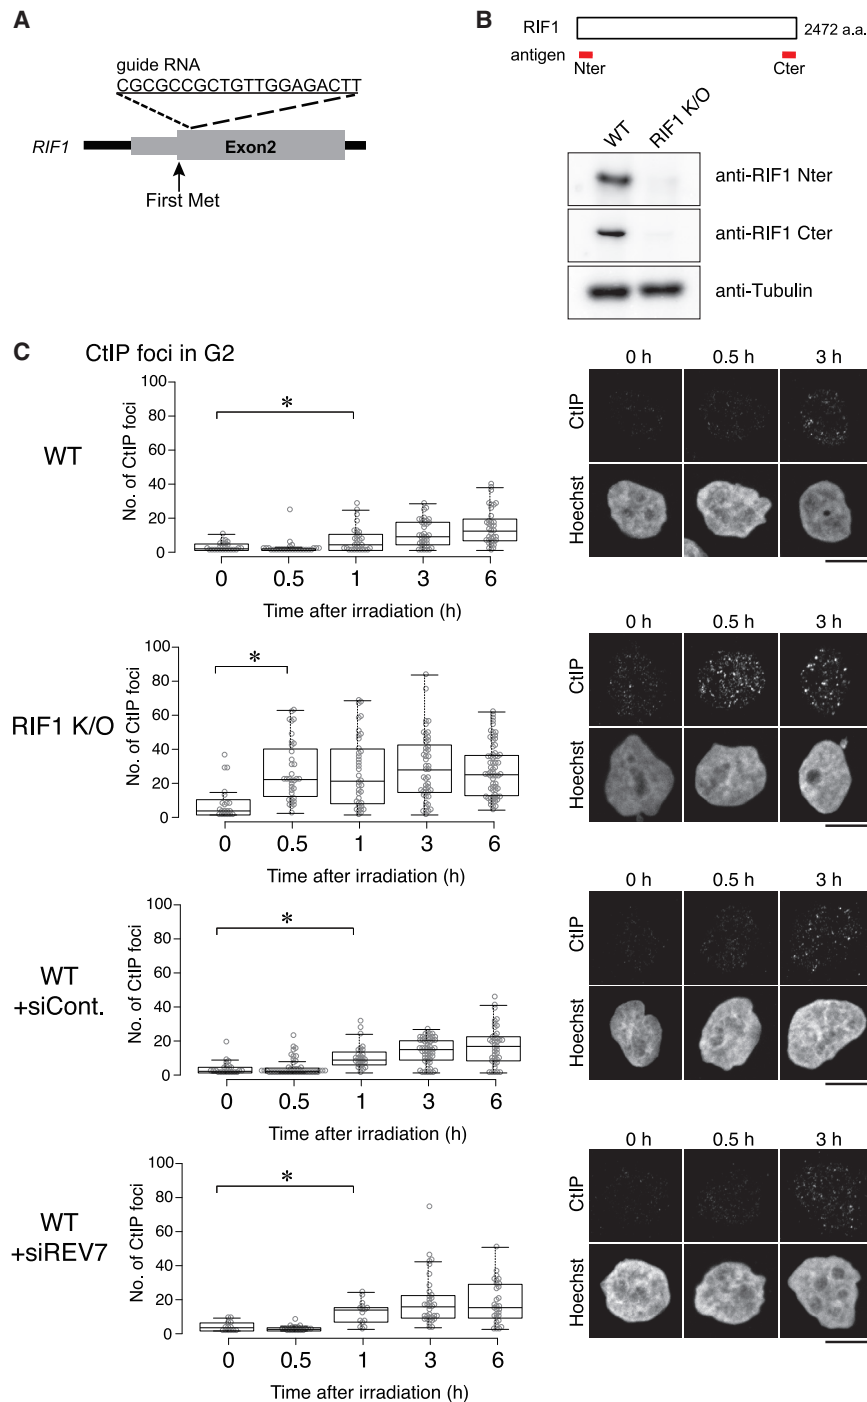 A
guide RNA
CGCGCCGCTGTTGGAGACTT
RIF1
Exon2
First Met
B
RIF1
2472 a.a.
antigen
Nter
Cter
WT
RIF1 K/O
anti-RIF1 Nter
anti-RIF1 Cter
anti-Tubulin
C
CtIP foci in G2
WT
No. of CtIP foci
100
80
60
40
20
0
*
0
0.5
1
3
6
Time after irradiation (h)
0 h
0.5 h
3 h
CtIP
Hoechst
RIF1 K/O
No. of CtIP foci
100
80
60
40
20
0
*
0
0.5
1
3
6
Time after irradiation (h)
0 h
0.5 h
3 h
CtIP
Hoechst
WT
+siCont.
No. of CtIP foci
100
80
60
40
20
0
*
0
0.5
1
3
6
Time after irradiation (h)
0 h
0.5 h
3 h
CtIP
Hoechst
WT
+siREV7
No. of CtIP foci
100
80
60
40
20
0
*
0
0.5
1
3
6
Time after irradiation (h)
0 h
0.5 h
3 h
CtIP
Hoechst